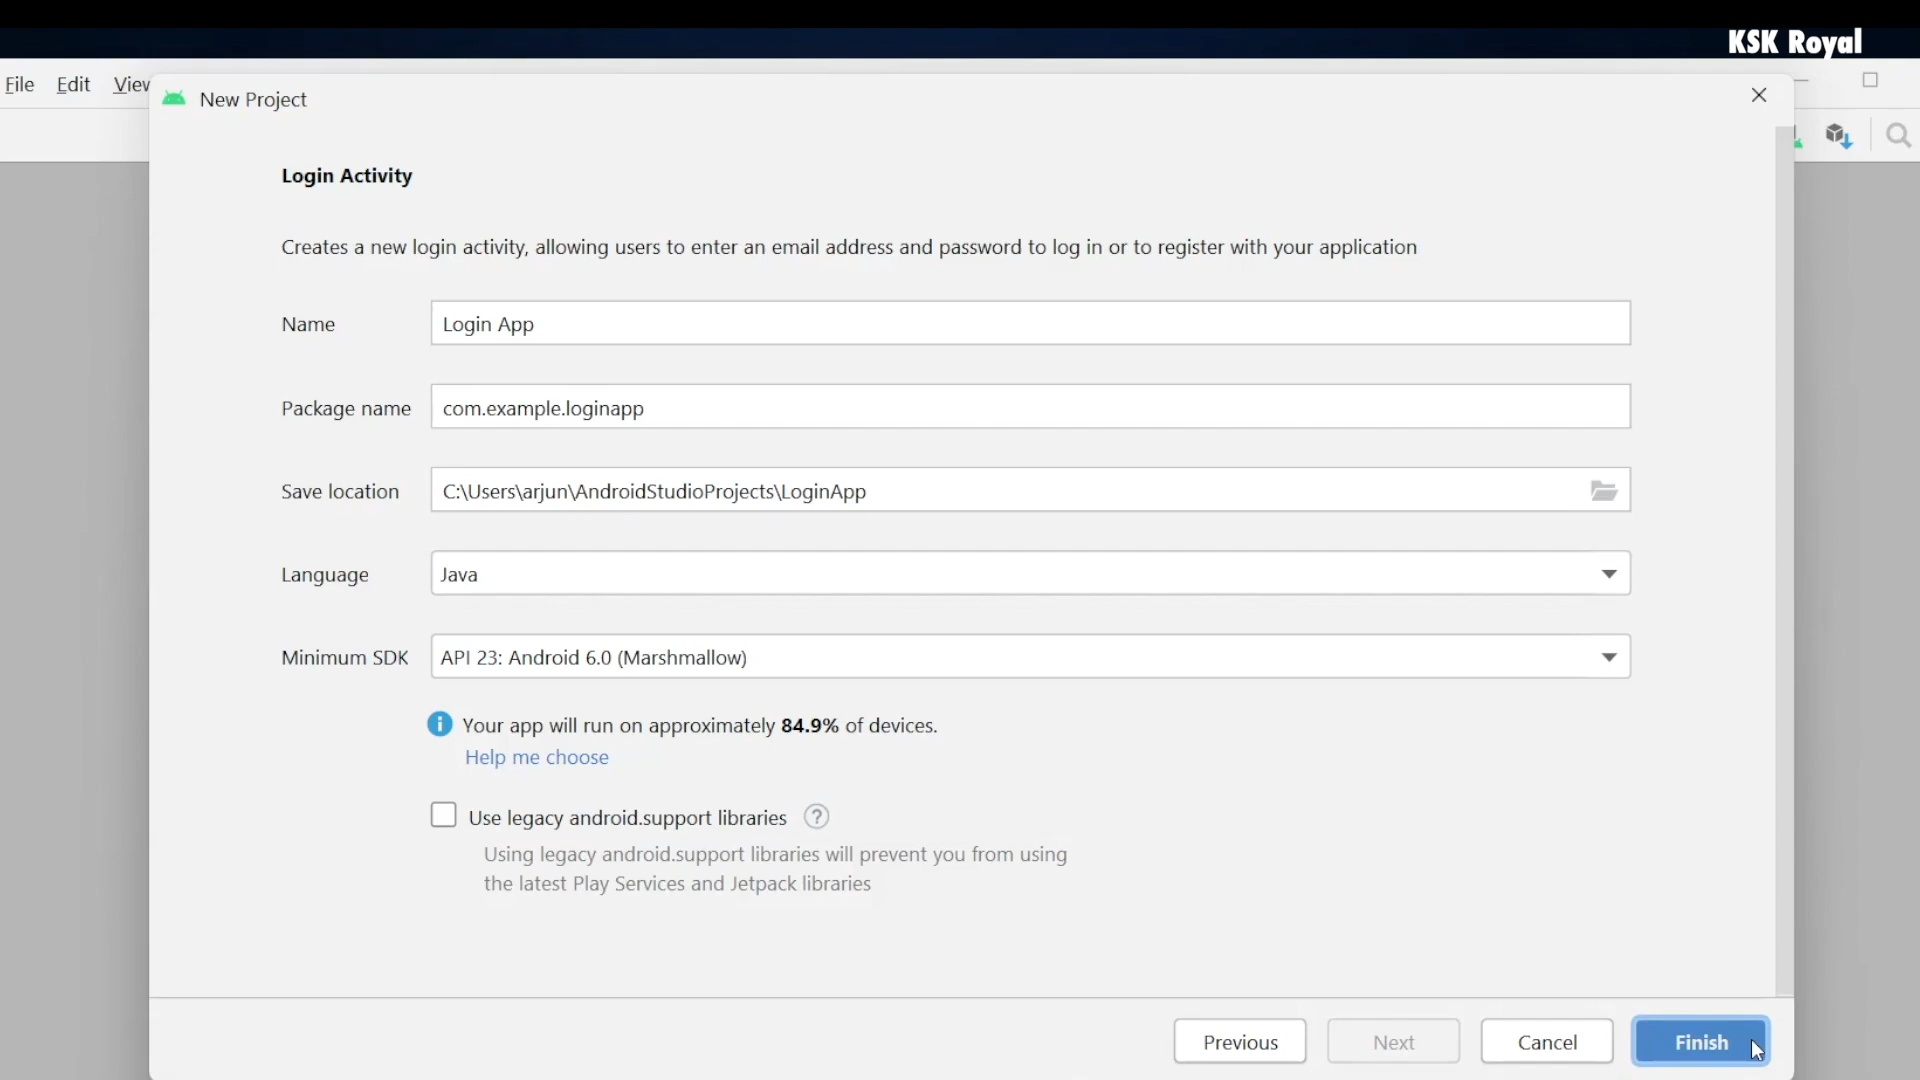 KSK Royal
File Edit View
New Project
Login Activity
Creates a new login activity, allowing users to enter an email address and password to log in or to register with your application
Name Login App
Package name com.example.loginapp
Save location C:\Users\arjun\AndroidStudioProjects\LoginApp
Language Java
Minimum SDK API 23: Android 6.0 (Marshmallow)
i Your app will run on approximately 84.9% of devices.
Help me choose
Use legacy android.support libraries ?
Using legacy android.support libraries will prevent you from using
the latest Play Services and Jetpack libraries
Previous Next Cancel Finish